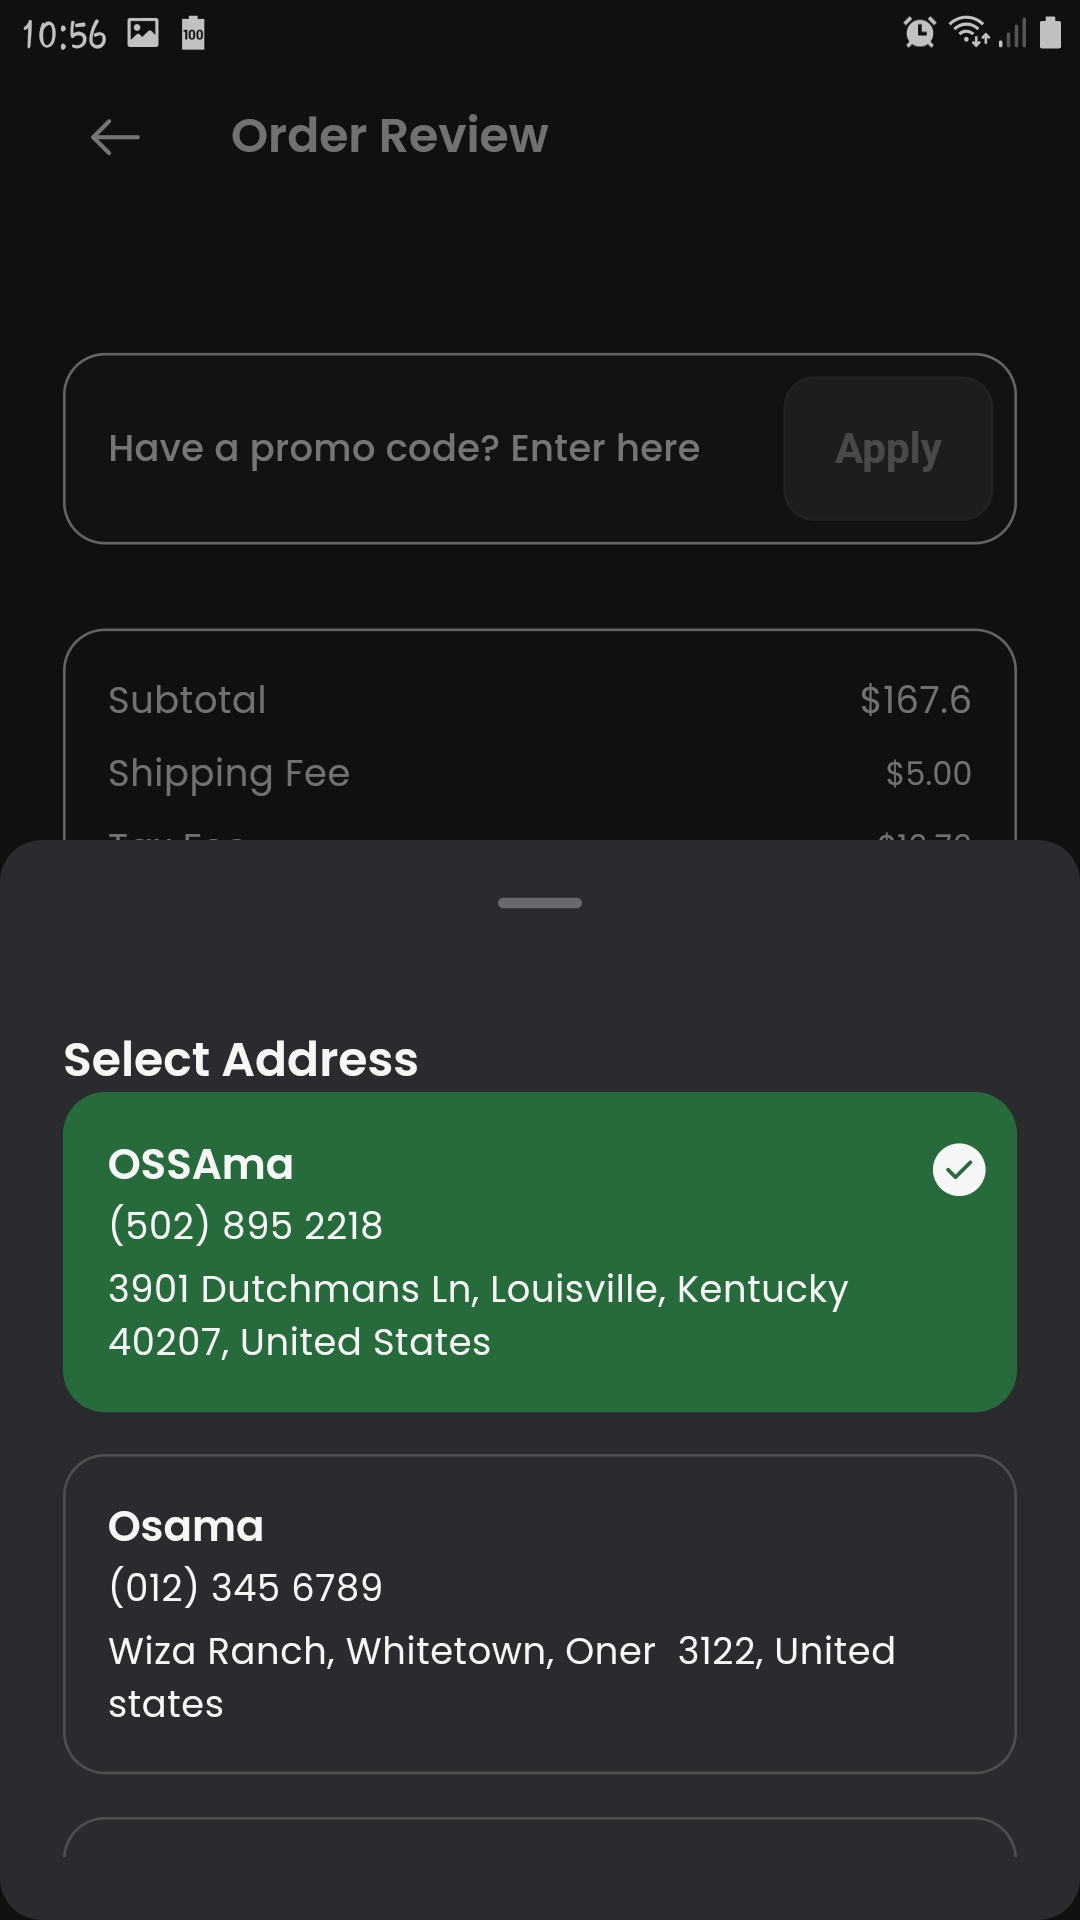 10:56
100
Order Review
Have a promo code? Enter here
Apply
Subtotal
$167.6
Shipping Fee
$5.00
Select Address
OSSAma
(502) 895 2218
3901 Dutchmans Ln, Louisville, Kentucky
40207, United States
Osama
(012) 345 6789
Wiza Ranch, Whitetown, Oner  3122, United
states